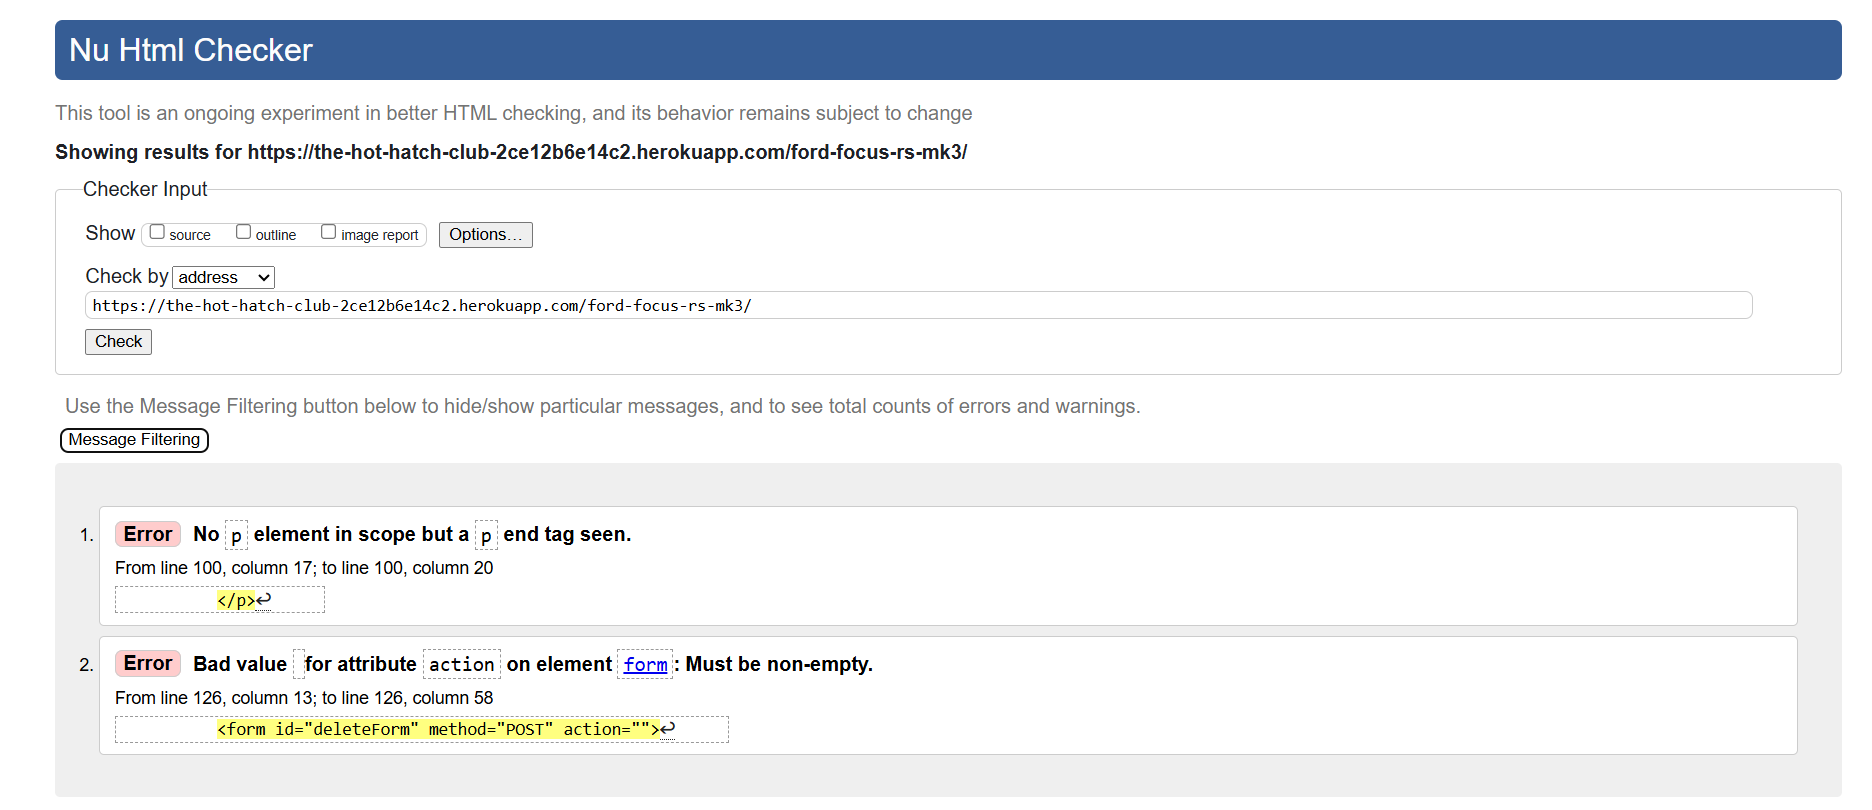 Nu Html Checker
This tool is an ongoing experiment in better HTML checking, and its behavior remains subject to change
Showing results for https://the-hot-hatch-club-2ce12b6e14c2.herokuapp.com/ford-focus-rs-mk3/
Checker Input
Show source outline image report Options...
Check by address
https://the-hot-hatch-club-2ce12b6e14c2.herokuapp.com/ford-focus-rs-mk3/
Check
Use the Message Filtering button below to hide/show particular messages, and to see total counts of errors and warnings.
Message Filtering
1. Error No p element in scope but a p end tag seen.
From line 100, column 17; to line 100, column 20
</p>↩
2. Error Bad value for attribute action on element form: Must be non-empty.
From line 126, column 13; to line 126, column 58
<form id="deleteForm" method="POST" action="">↩